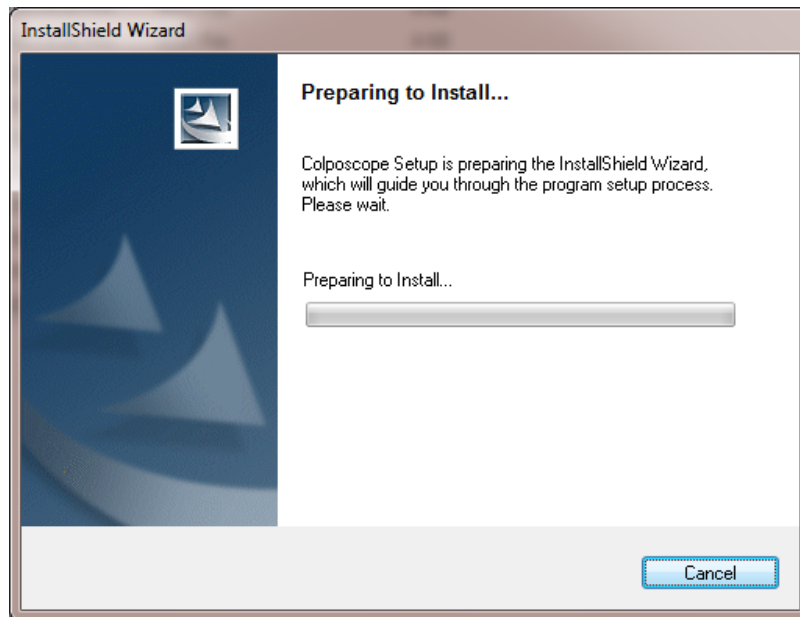 InstallShield Wizard
Preparing to Install...
Colposcope Setup is preparing the InstallShield Wizard,
which will guide you through the program setup process.
Please wait.
Preparing to Install...
Cancel